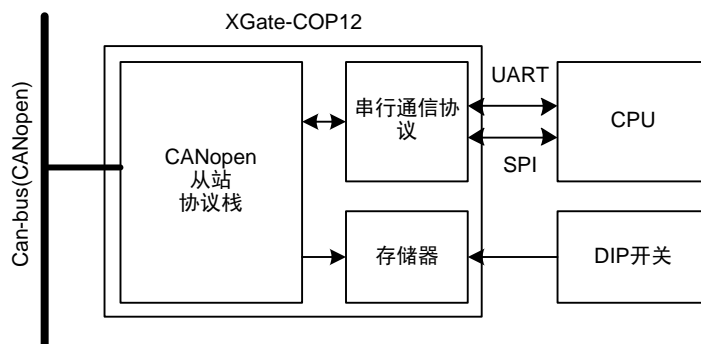 XGate-COP12
Can-bus(CANopen)
CANopen
从站
协议栈
串行通信协
议
UART
SPI
CPU
存储器
DIP开关